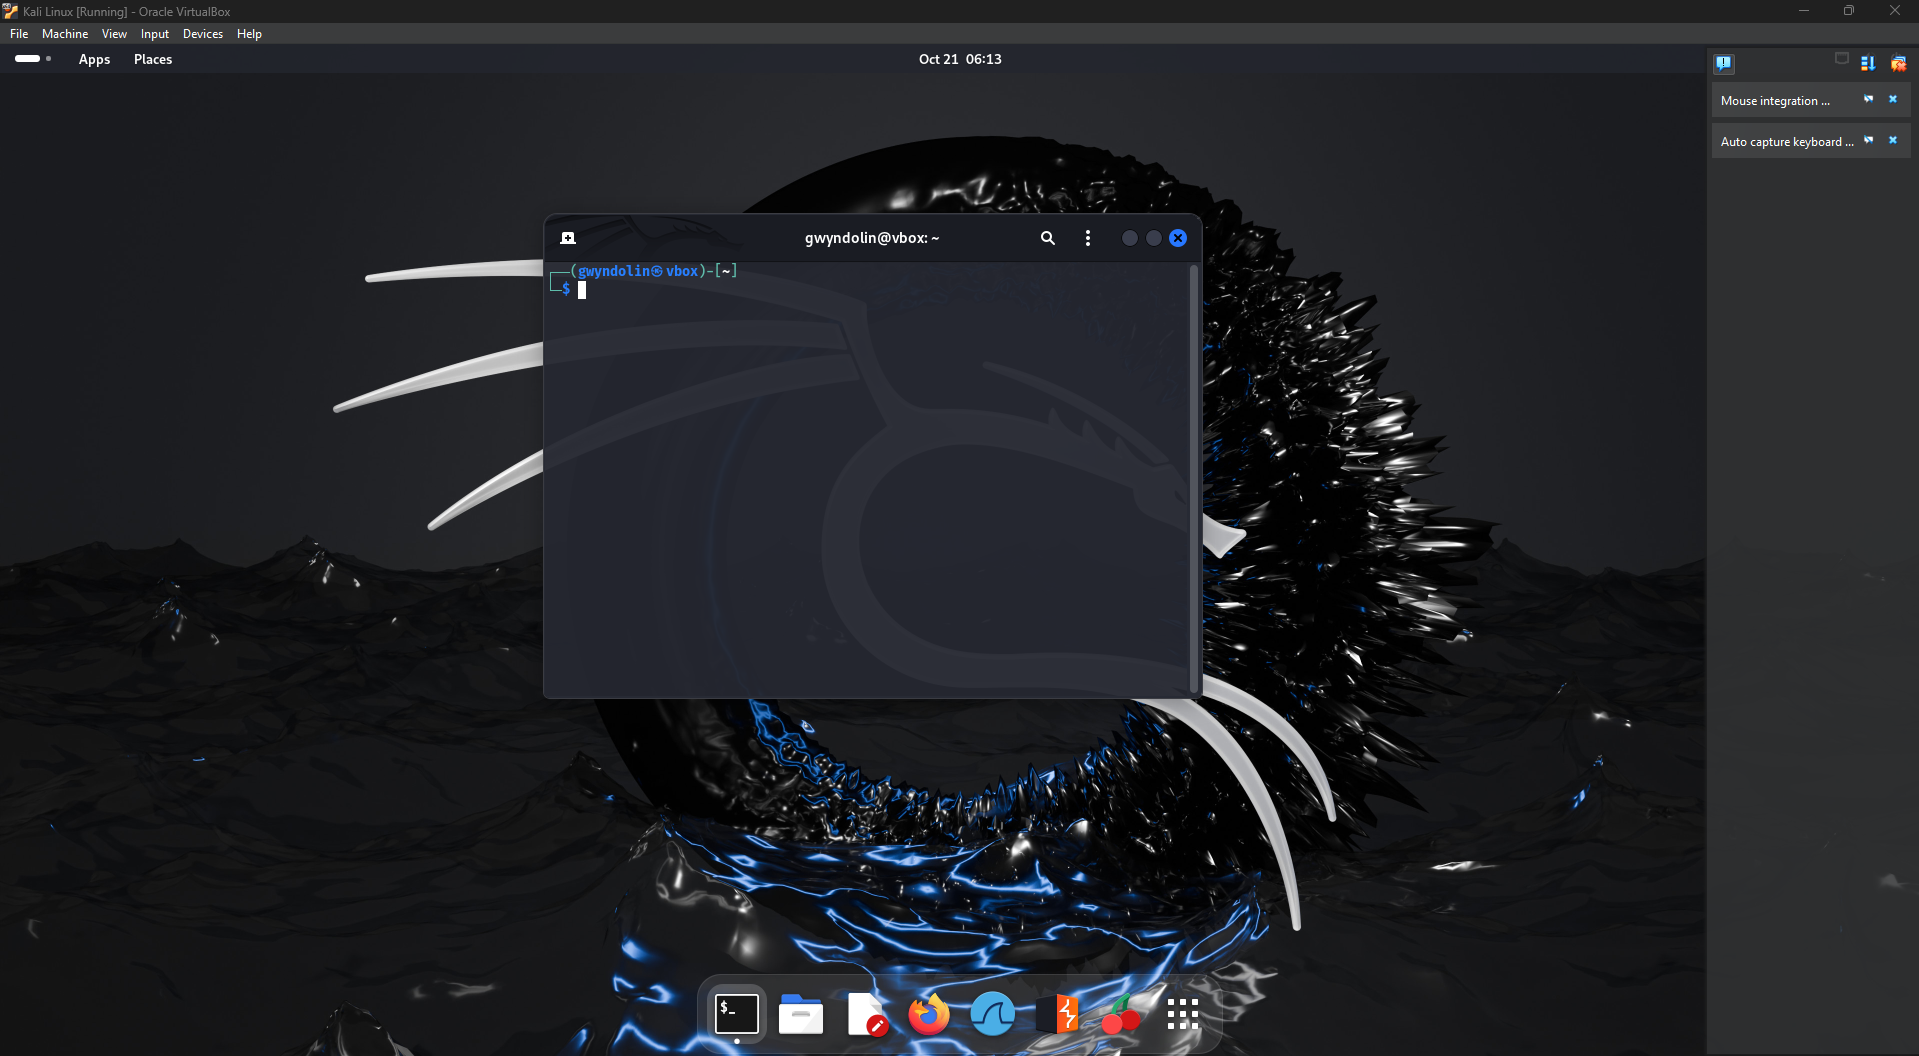 Kali Linux [Running] - Oracle VirtualBox
File Machine View Input Devices Help
Apps Places Oct 21 06:13
Mouse integration ...
Auto capture keyboard ...
gwyndolin@vbox: ~
┌──(gwyndolin㉿vbox)-[~]
└─$
$_